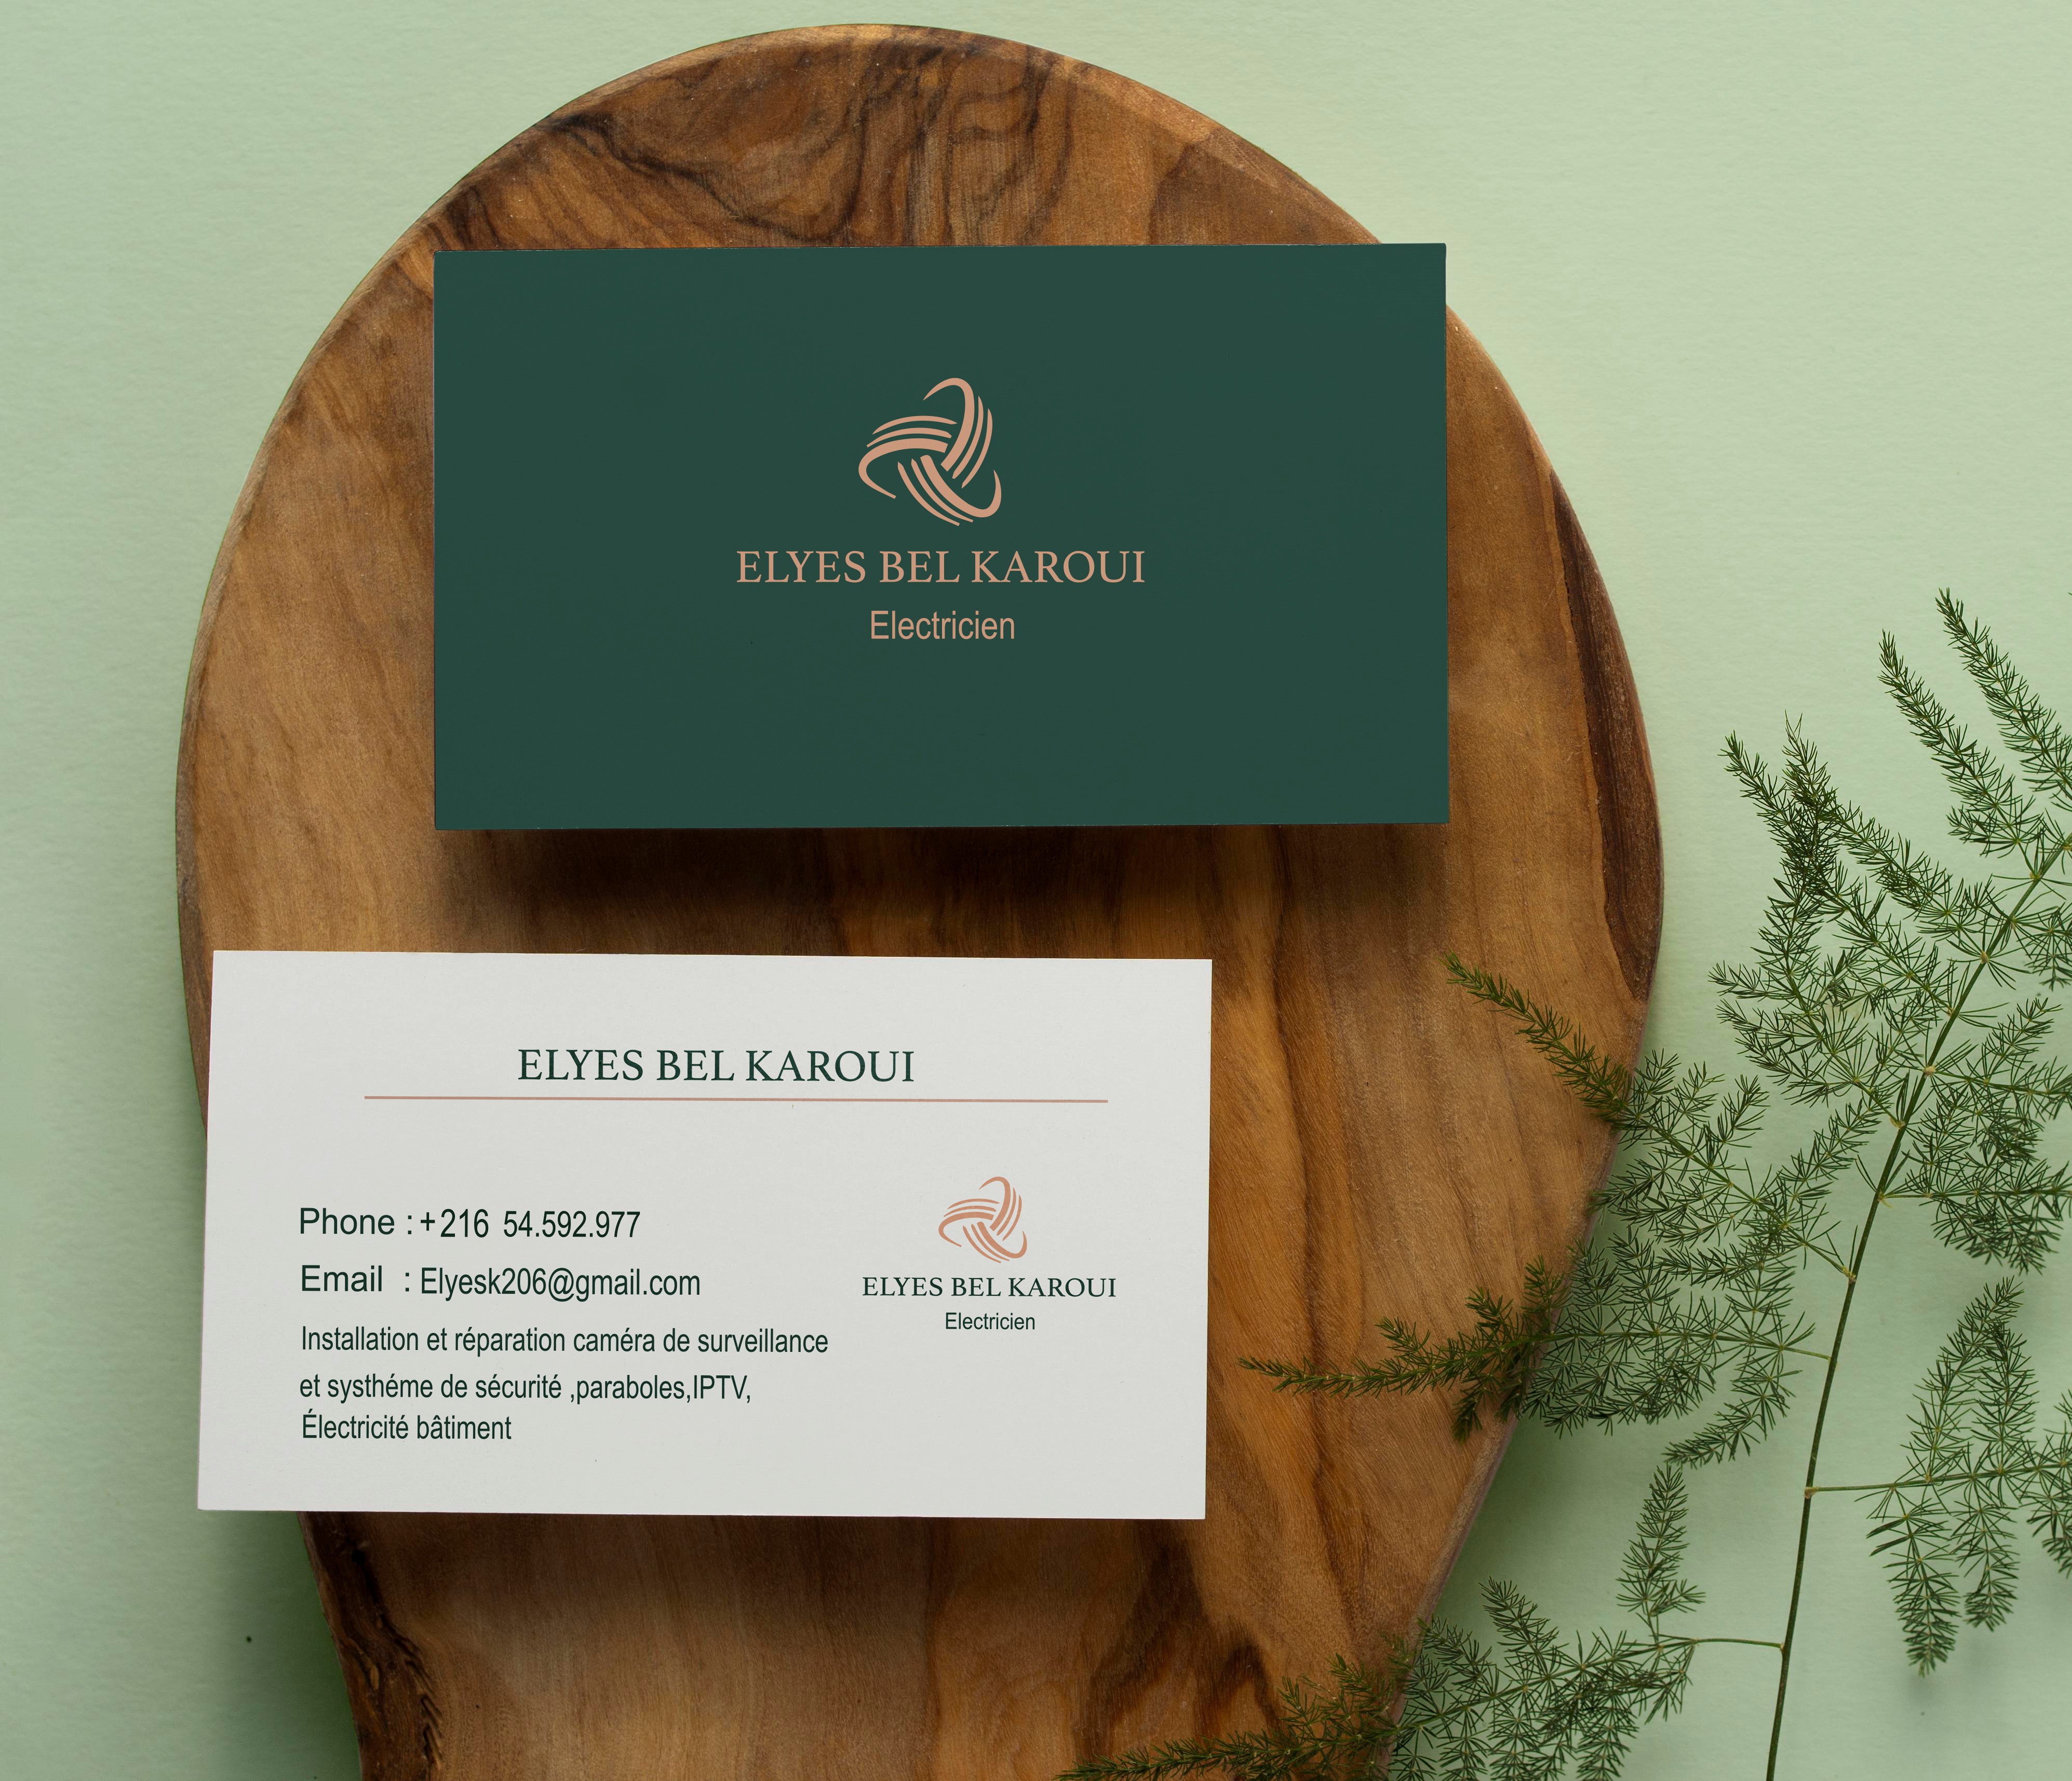 ELYES BEL KAROUI
Electricien
ELYES BEL KAROUI
Phone : +216 54.592.977
Email : Elyesk206@gmail.com
Installation et réparation caméra de surveillance
et systhéme de sécurité ,paraboles,IPTV,
Électricité bâtiment
ELYES BEL KAROUI
Electricien